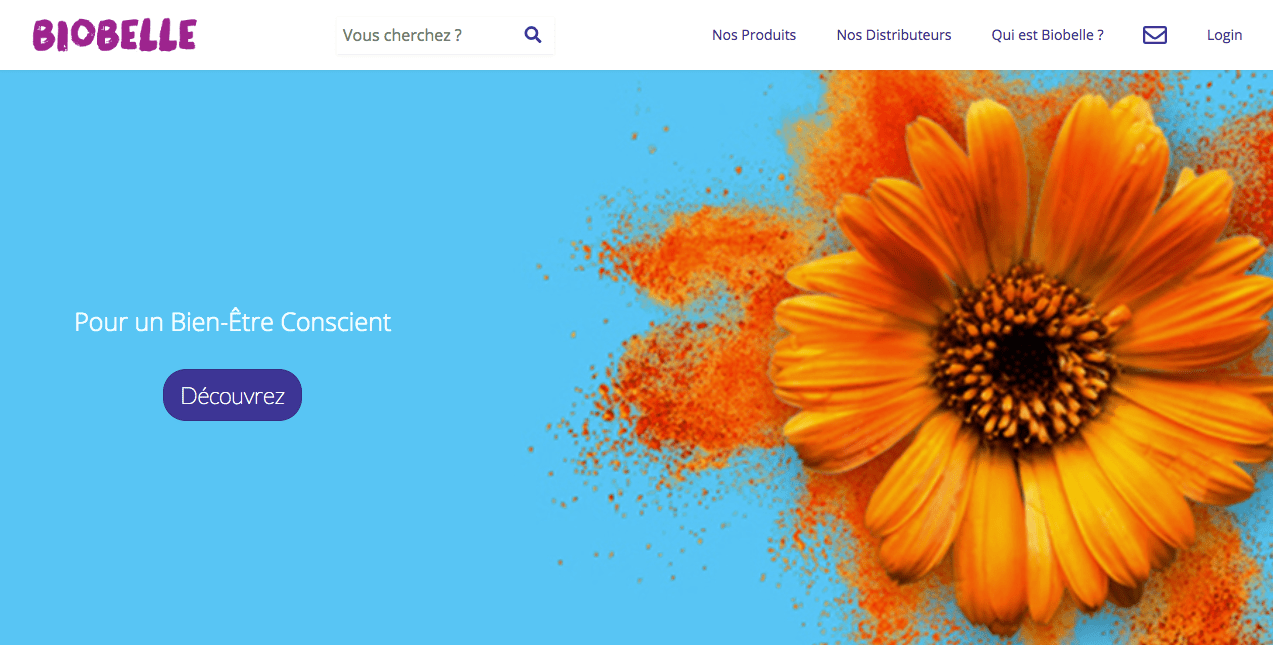 BIOBELLE
Vous cherchez ?
Nos Produits
Nos Distributeurs
Qui est Biobelle ?
Login
Pour un Bien-Être Conscient
Découvrez